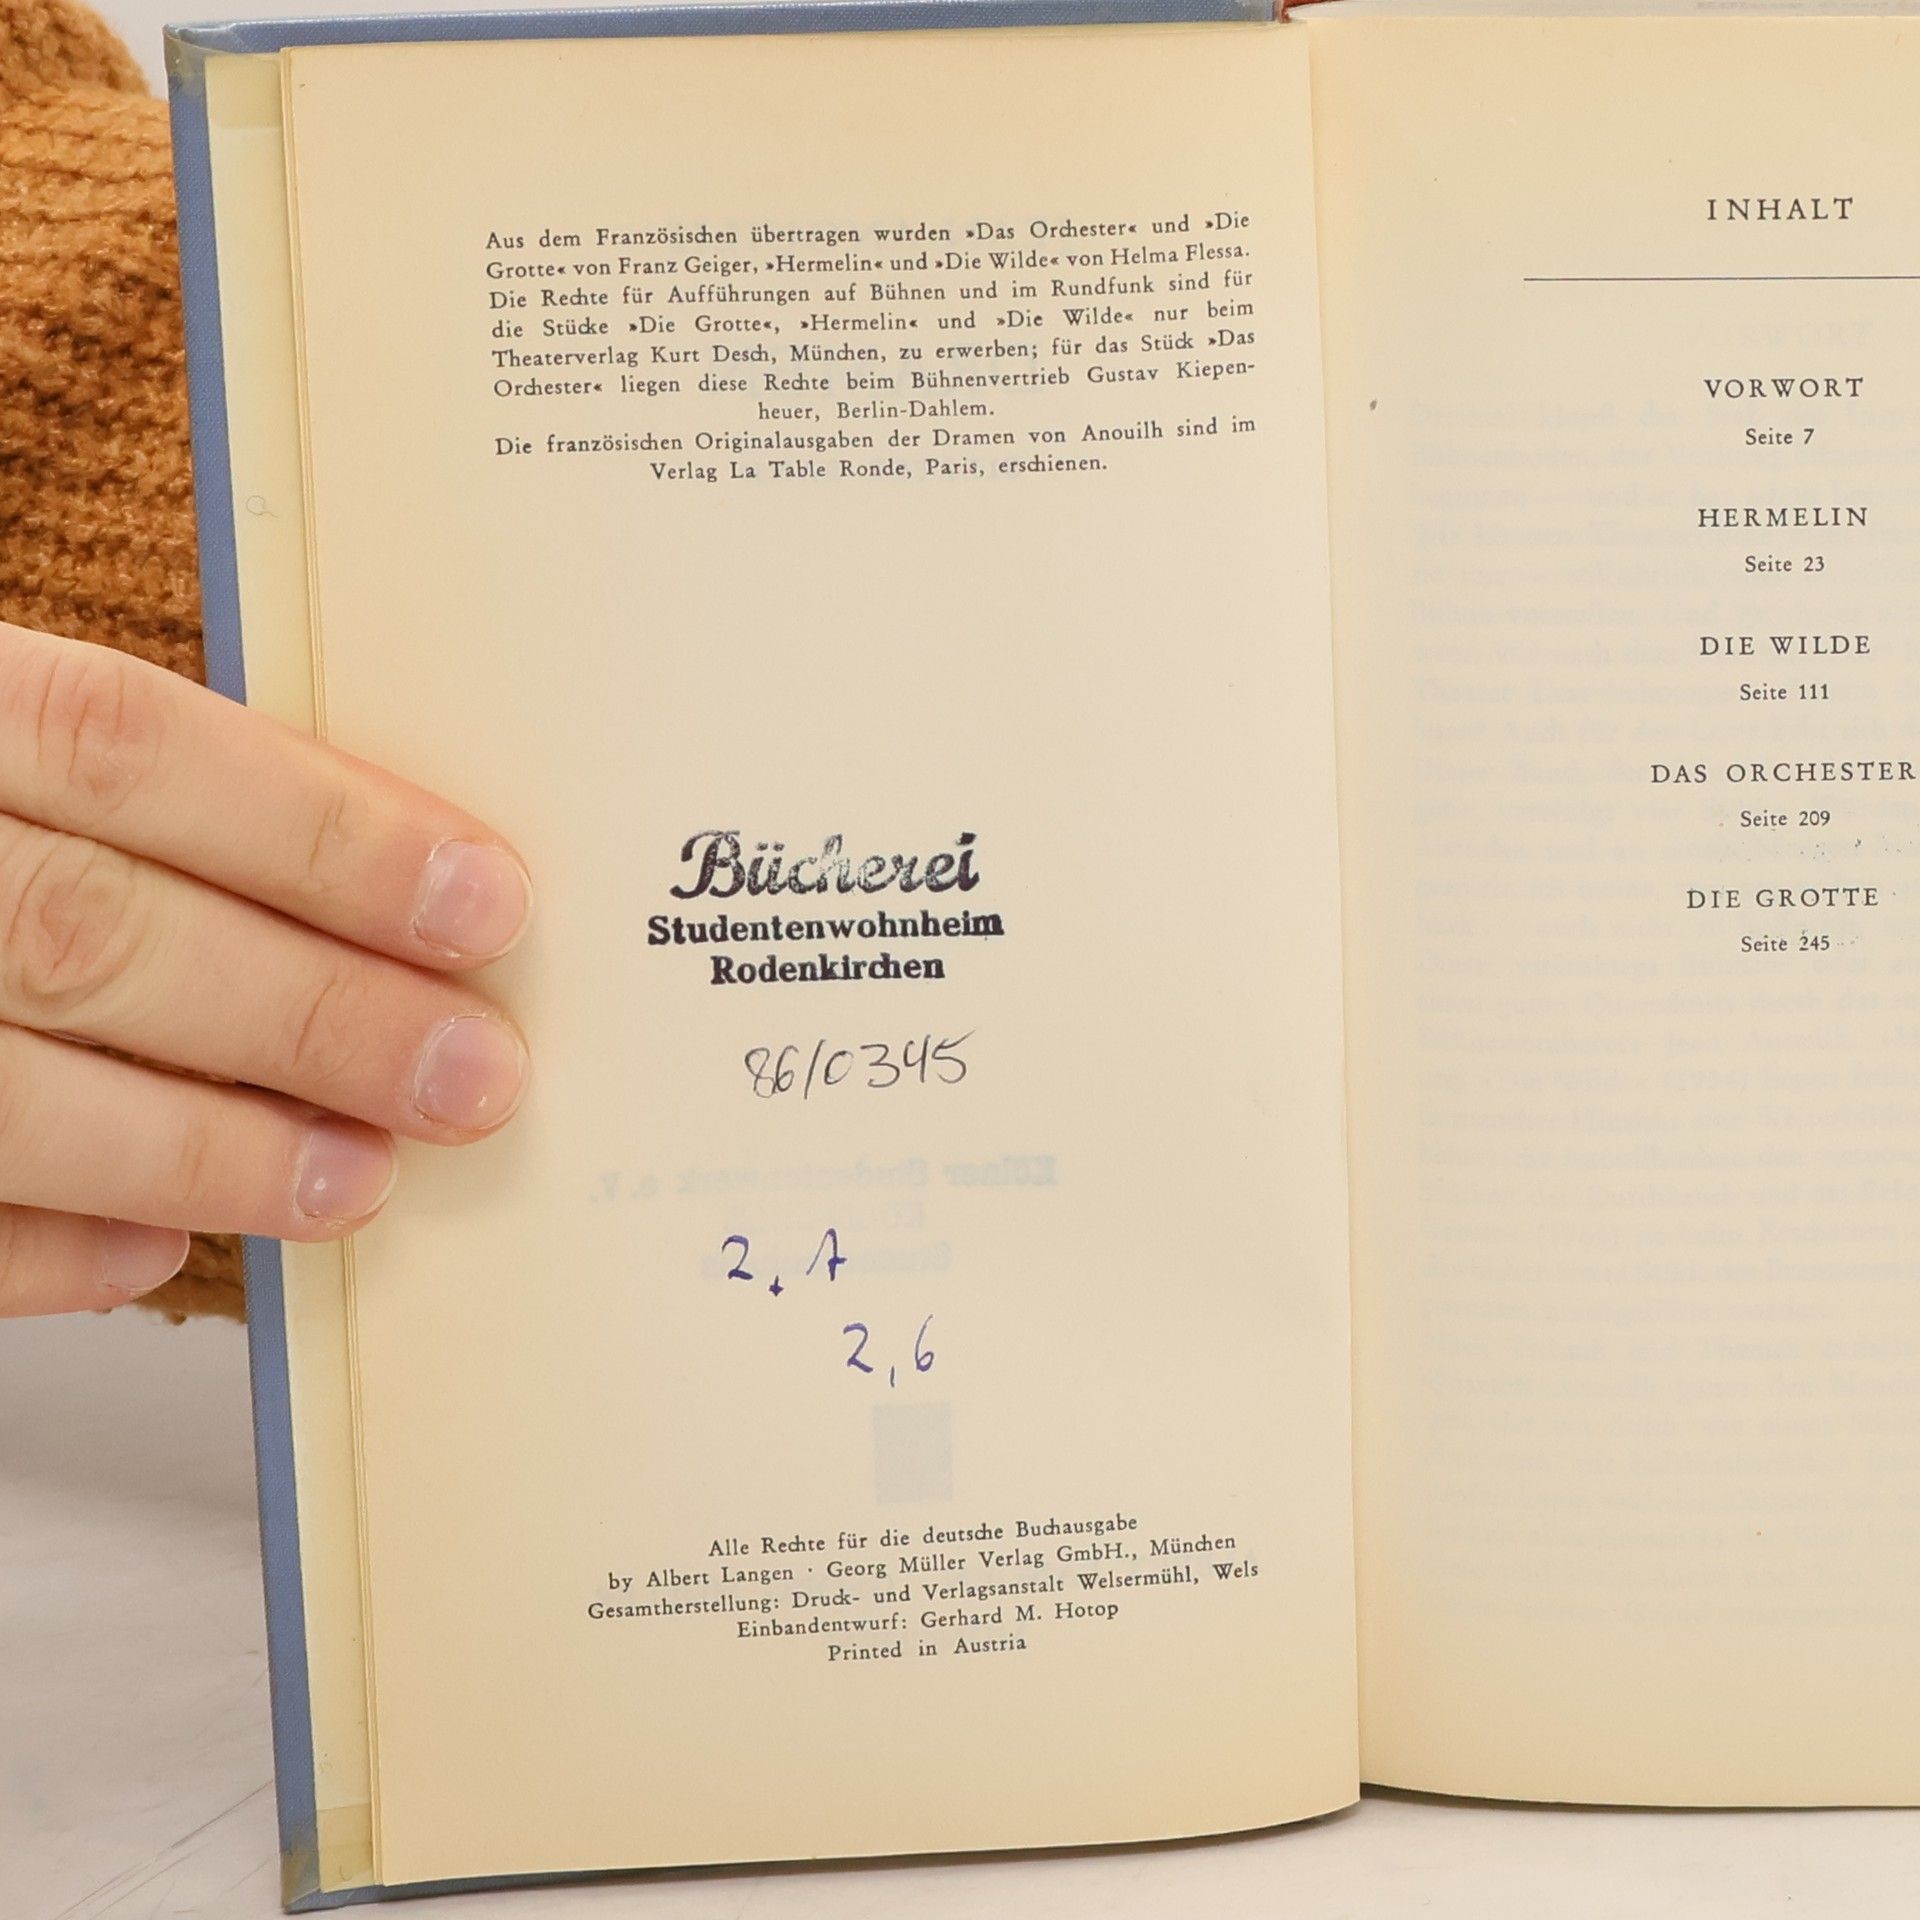 Aus dem Französischen übertragen wurden »Das Orchester« und »Die
Grotte« von Franz Geiger, »Hermelin« und »Die Wilde« von Helma Flessa.
Die Rechte für Aufführungen auf Bühnen und im Rundfunk sind für
die Stücke »Die Grotte«, »Hermelin« und »Die Wilde« nur beim
Theaterverlag Kurt Desch, München, zu erwerben; für das Stück »Das
Orchester« liegen diese Rechte beim Bühnenvertrieb Gustav Kiepen-
heuer, Berlin-Dahlem.
Die französischen Originalausgaben der Dramen von Anouilh sind im
Verlag La Table Ronde, Paris, erschienen.
Bücherei
Studentenwohnheim
Rodenkirchen
86/0345
2.
2,6
Alle Rechte für die deutsche Buchausgabe
by Albert Langen · Georg Müller Verlag GmbH., München
Gesamtherstellung: Druck- und Verlagsanstalt Welsermühl, Wels
Einbandentwurf: Gerhard M. Hotop
Printed in Austria
INHALT
VORWORT
Seite 7
HERMELIN
Seite 23
DIE WILDE
Seite 111
DAS ORCHESTER
Seite 209
DIE GROTTE
Seite 245